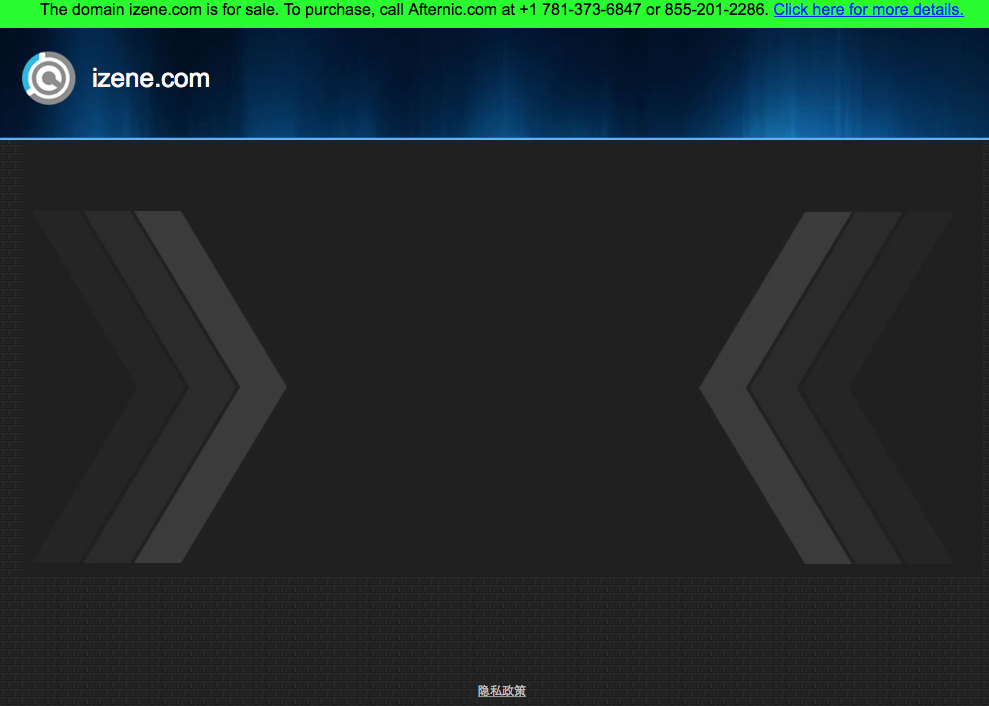 The domain izene.com is for sale. To purchase, call Afternic.com at +1 781-373-6847 or 855-201-2286. Click here for more details.
izene.com
隐私政策